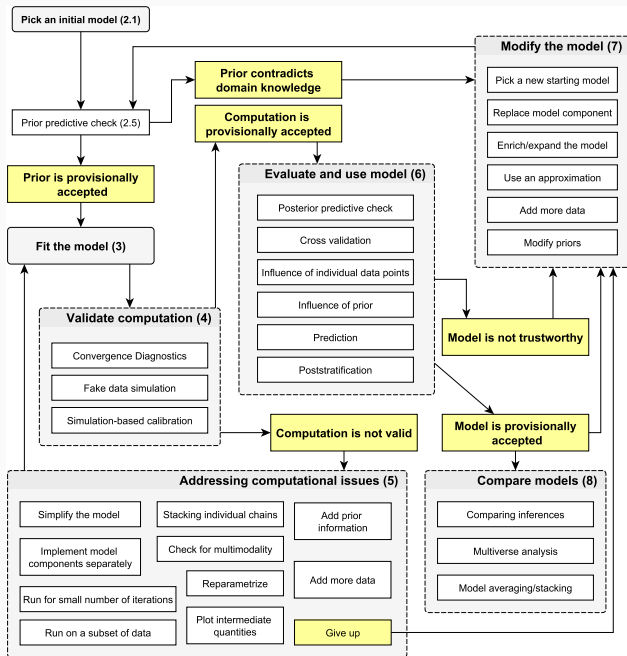 Pick an initial model (2.1)
Prior predictive check (2.5)
Prior contradicts
domain knowledge
Computation
is provisionally accepted
Prior is provisionally
accepted
Fit the model (3)
Validate computation (4)
Convergence Diagnostics
Fake data simulation
Simulation-based calibration
Evaluate and use model (6)
Posterior predictive check
Cross validation
Influence of individual data points
Influence of prior
Prediction
Poststratification
Modify the model (7)
Pick a new starting model
Replace model component
Enrich/expand the model
Use an approximation
Add more data
Modify priors
Model is not trustworthy
Computation is not valid
Model is provisionally
accepted
Addressing computational issues (5)
Simplify the model
Implement model
components separately
Run for small number of iterations
Run on a subset of data
Stacking individual chains
Check for multimodality
Reparametrize
Plot intermediate
quantities
Add prior
information
Add more data
Give up
Compare models (8)
Comparing inferences
Multiverse analysis
Model averaging/stacking